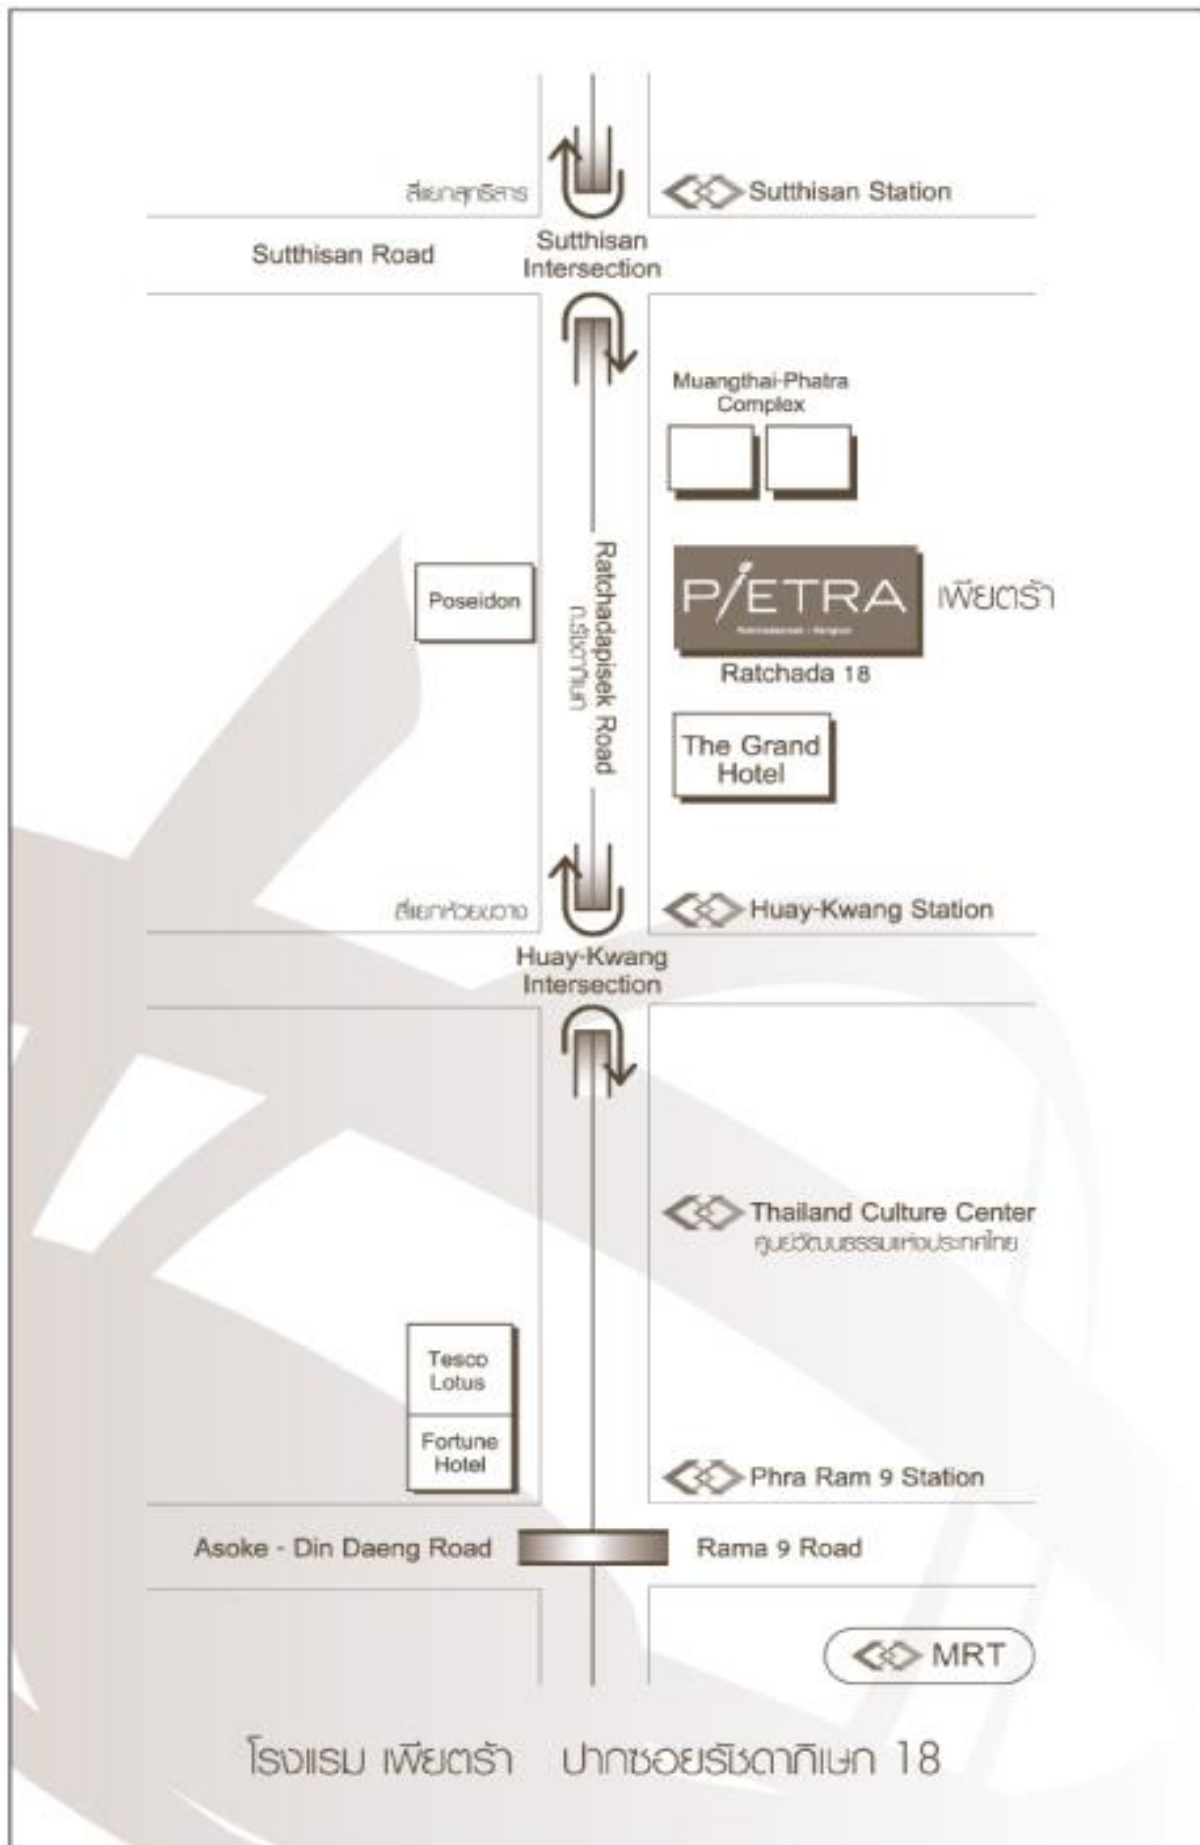 สี่แยกสุทธิสาร
Sutthisan Station
Sutthisan Road
Sutthisan
Intersection
Muangthai-Phatra
Complex
Poseidon
Ratchadapisek Road
ถ.รัชดาภิเษก
PIETRA
เพียตร้า
Ratchada 18
The Grand
Hotel
สี่แยกห้วยขวาง
Huay-Kwang Station
Huay-Kwang
Intersection
Thailand Culture Center
ศูนย์วัฒนธรรมแห่งประเทศไทย
Tesco
Lotus
Fortune
Hotel
Phra Ram 9 Station
Asoke - Din Daeng Road
Rama 9 Road
MRT
โรงแรม เพียตร้า ปากซอยรัชดาภิเษก 18